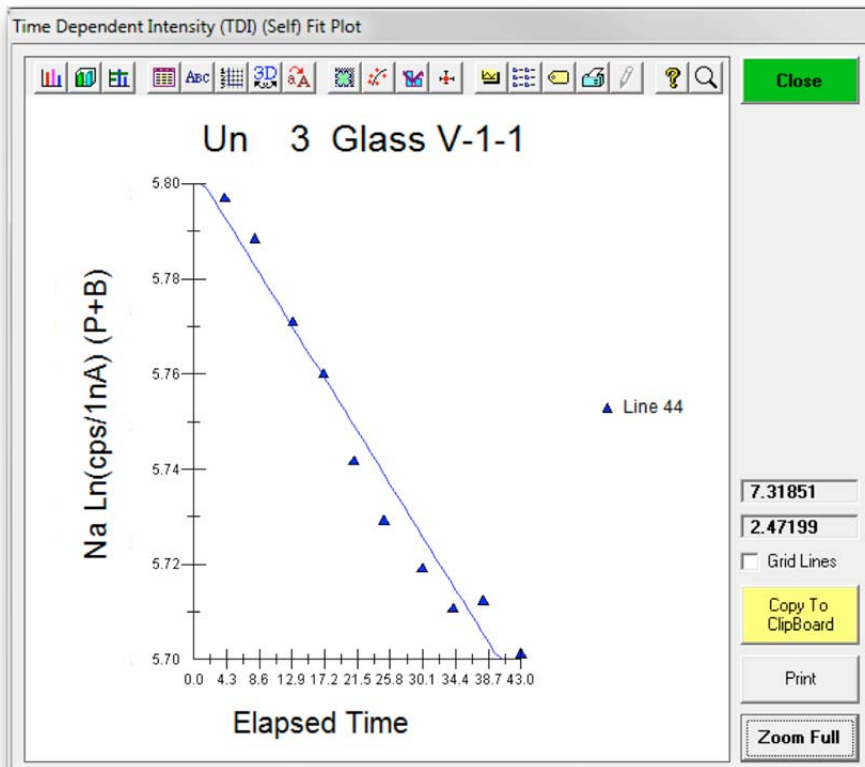 Time Dependent Intensity (TDI) (Self) Fit Plot
ABC
3D
aA
?
Close
Un 3 Glass V-1-1
Na Ln(cps/1nA) (P+B)
5.80
5.78
5.76
5.74
5.72
5.70
0.0 4.3 8.6 12.9 17.2 21.5 25.8 30.1 34.4 38.7 43.0
Elapsed Time
Line 44
7.31851
2.47199
Grid Lines
Copy To
ClipBoard
Print
Zoom Full